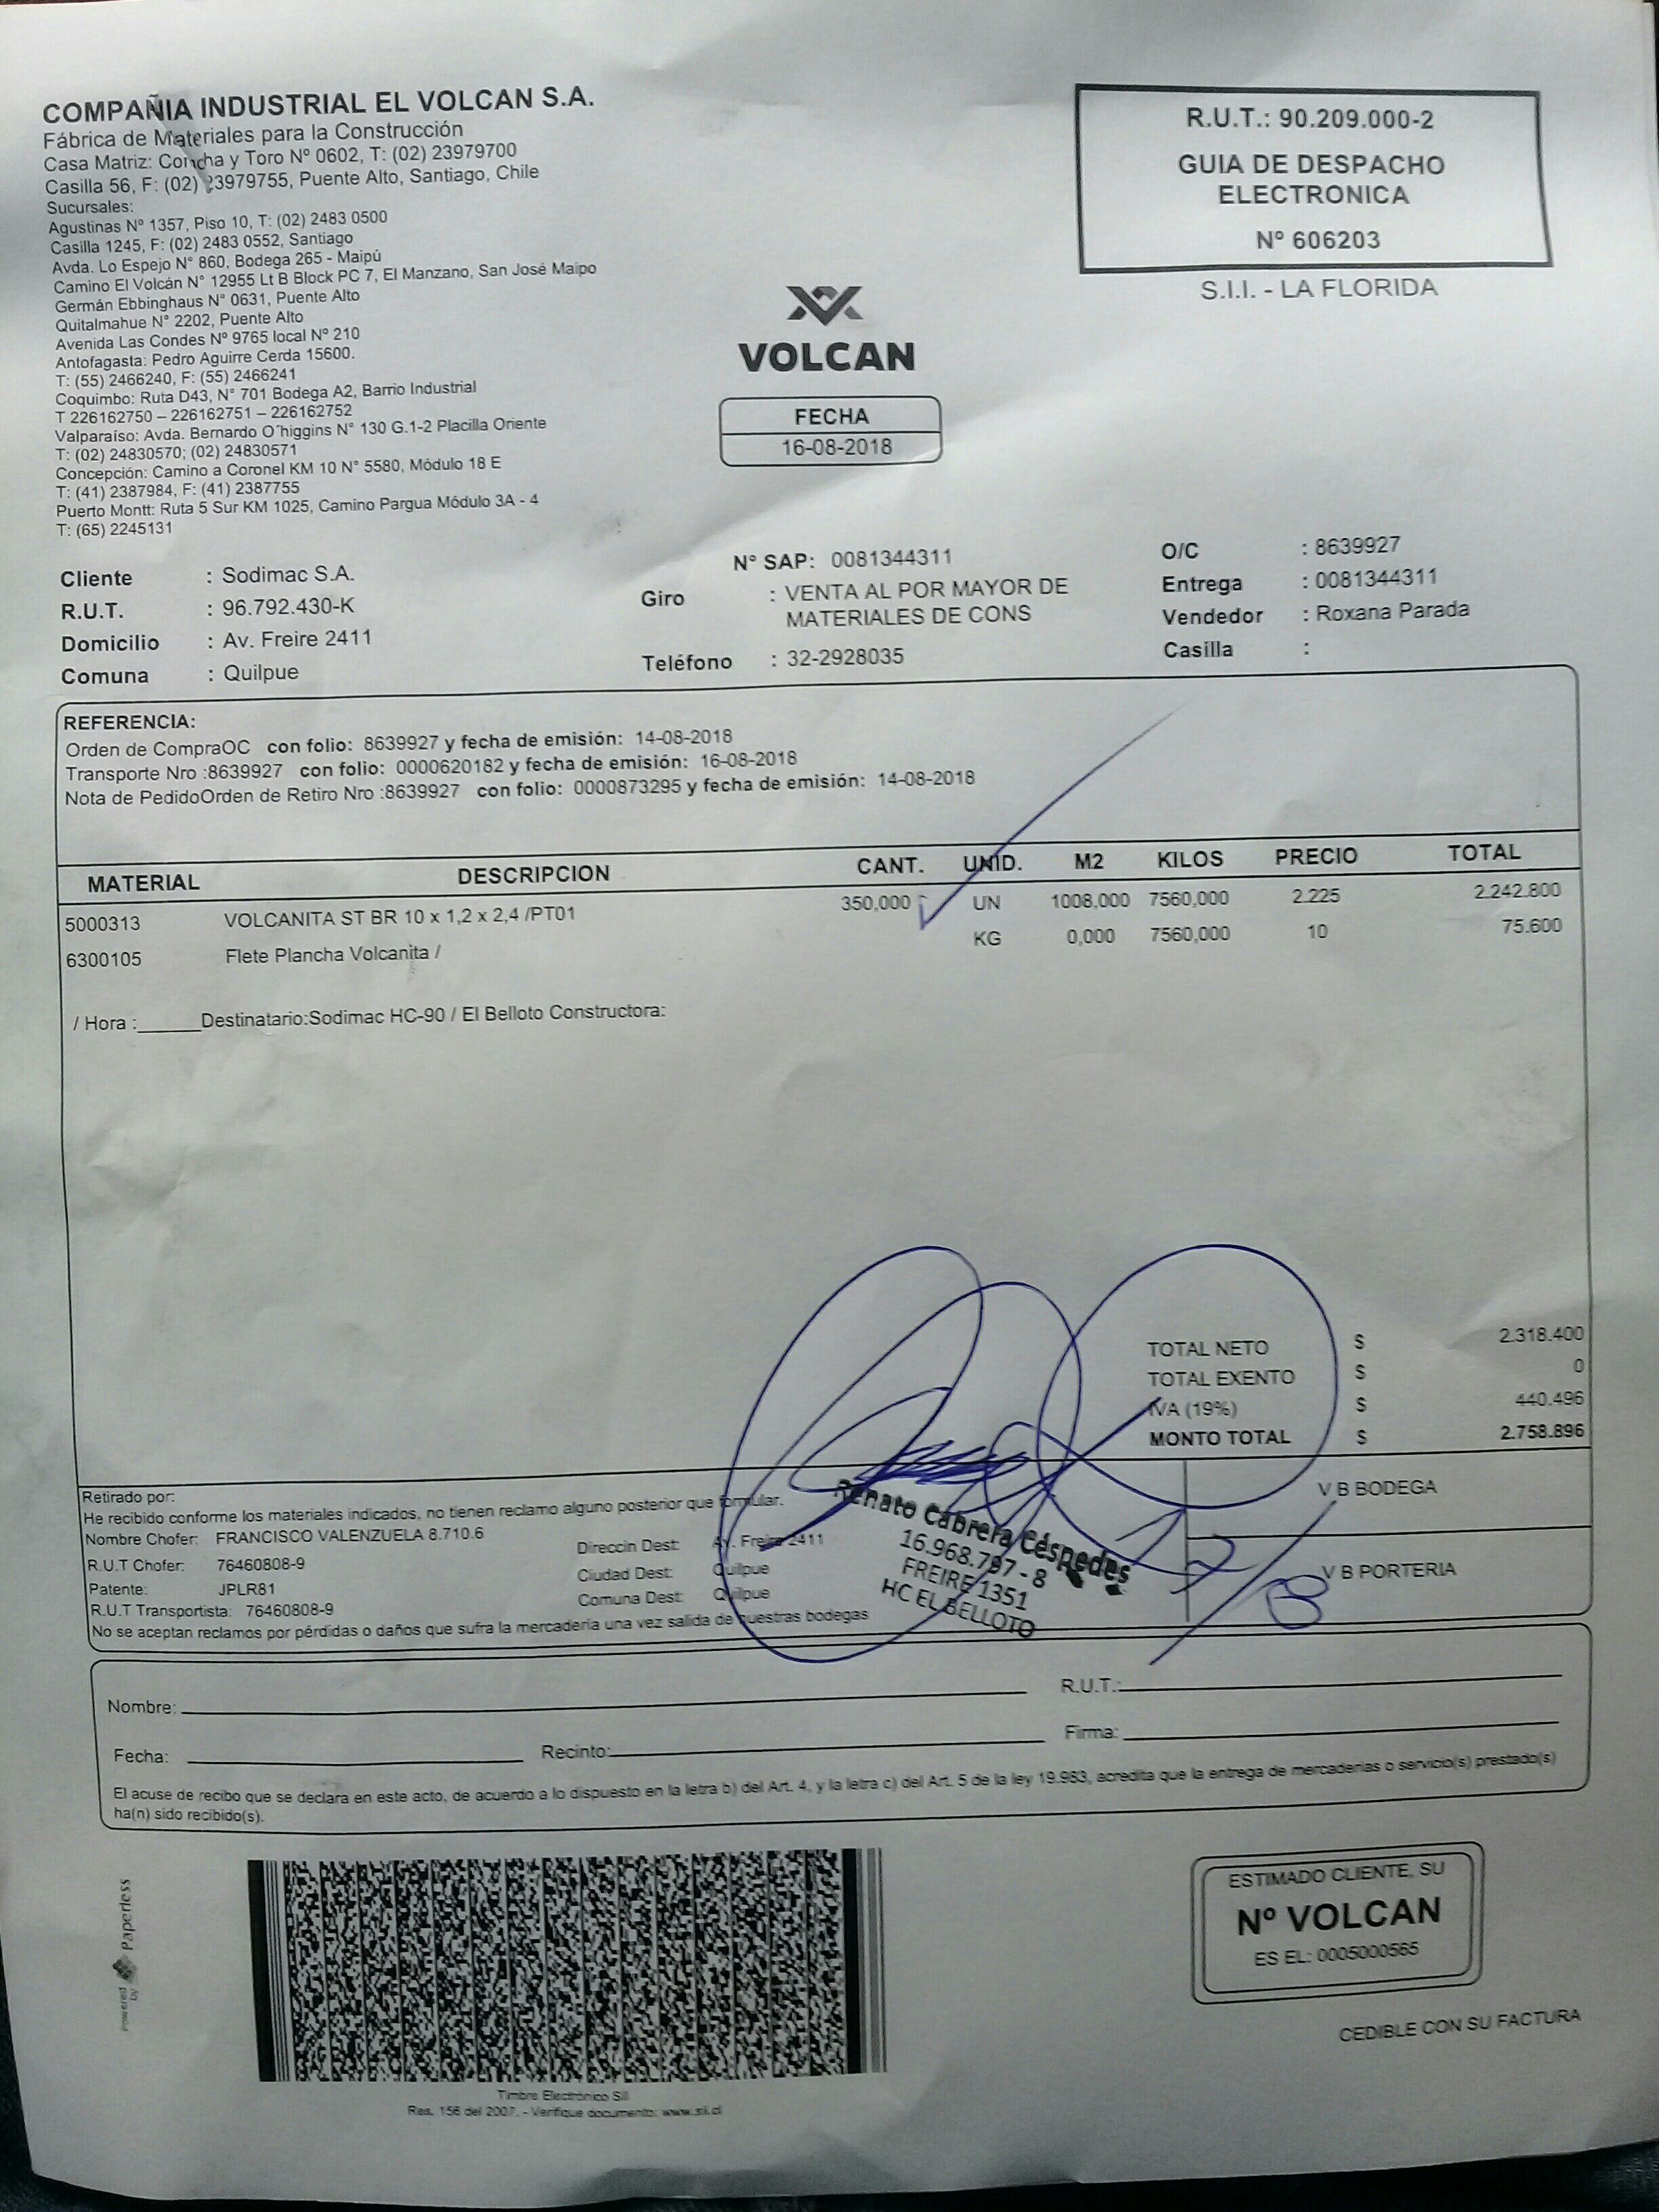 COMPAÑIA INDUSTRIAL EL VOLCAN S.A.
Fábrica de Materiales para la Construcción
Casa Matriz: Concha y Toro Nº 0602, T: (02) 23979700
Casilla 56, F: (02) 23979755, Puente Alto, Santiago, Chile
Sucursales:
Agustinas Nº 1357, Piso 10, T: (02) 2483 0500
Casilla 1245, F: (02) 2483 0552, Santiago
Avda. Lo Espejo N° 860, Bodega 265 - Maipú
Camino El Volcán N° 12955 Lt B Block PC 7, El Manzano, San José Maipo
Germán Ebbinghaus N° 0631, Puente Alto
Quitalmahue N° 2202, Puente Alto
Avenida Las Condes Nº 9765 local Nº 210
Antofagasta: Pedro Aguirre Cerda 15600.
T: (55) 2466240, F: (55) 2466241
Coquimbo: Ruta D43, N° 701 Bodega A2, Barrio Industrial
T 226162750 – 226162751 – 226162752
Valparaíso: Avda. Bernardo O´higgins N° 130 G.1-2 Placilla Oriente
T: (02) 24830570; (02) 24830571
Concepción: Camino a Coronel KM 10 N° 5580, Módulo 18 E
T: (41) 2387984, F: (41) 2387755
Puerto Montt: Ruta 5 Sur KM 1025, Camino Pargua Módulo 3A - 4
T: (65) 2245131
R.U.T.: 90.209.000-2
GUIA DE DESPACHO
ELECTRONICA
Nº 606203
S.I.I. - LA FLORIDA
VOLCAN
FECHA
16-08-2018
Cliente : Sodimac S.A.
R.U.T. : 96.792.430-K
Domicilio : Av. Freire 2411
Comuna : Quilpue
N° SAP: 0081344311
Giro : VENTA AL POR MAYOR DE
MATERIALES DE CONS
Teléfono : 32-2928035
O/C : 8639927
Entrega : 0081344311
Vendedor : Roxana Parada
Casilla :
REFERENCIA:
Orden de CompraOC con folio: 8639927 y fecha de emisión: 14-08-2018
Transporte Nro :8639927 con folio: 0000620182 y fecha de emisión: 16-08-2018
Nota de PedidoOrden de Retiro Nro :8639927 con folio: 0000873295 y fecha de emisión: 14-08-2018
MATERIAL DESCRIPCION CANT. UNID. M2 KILOS PRECIO TOTAL
5000313 VOLCANITA ST BR 10 x 1,2 x 2,4 /PT01 350,000 UN 1008,000 7560,000 2.225 2.242.800
6300105 Flete Plancha Volcanita / KG 0,000 7560,000 10 75.600
/ Hora :______Destinatario:Sodimac HC-90 / El Belloto Constructora:
TOTAL NETO $ 2.318.400
TOTAL EXENTO $ 0
IVA (19%) $ 440.496
MONTO TOTAL $ 2.758.896
Retirado por:
He recibido conforme los materiales indicados, no tienen reclamo alguno posterior que formular.
Nombre Chofer: FRANCISCO VALENZUELA 8.710.6
R.U.T Chofer: 76460808-9
Patente: JPLR81
R.U.T Transportista: 76460808-9
Direccin Dest: Av. Freire 2411
Ciudad Dest: Quilpue
Comuna Dest: Quilpue
No se aceptan reclamos por pérdidas o daños que sufra la mercadería una vez salida de nuestras bodegas
Renato Cabrera Céspedes
16.968.797 - 8
FREIRE 1351
HC EL BELLOTO
V B BODEGA
V B PORTERIA
Nombre: R.U.T.:
Fecha: Recinto: Firma:
El acuse de recibo que se declara en este acto, de acuerdo a lo dispuesto en la letra b) del Art. 4, y la letra c) del Art. 5 de la ley 19.983, acredita que la entrega de mercaderías o servicio(s) prestado(s)
ha(n) sido recibido(s).
powered by Paperless
Timbre Electrónico SII
Res. 156 del 2007. - Verifique documento: www.sii.cl
ESTIMADO CLIENTE, SU
Nº VOLCAN
ES EL: 0005000565
CEDIBLE CON SU FACTURA